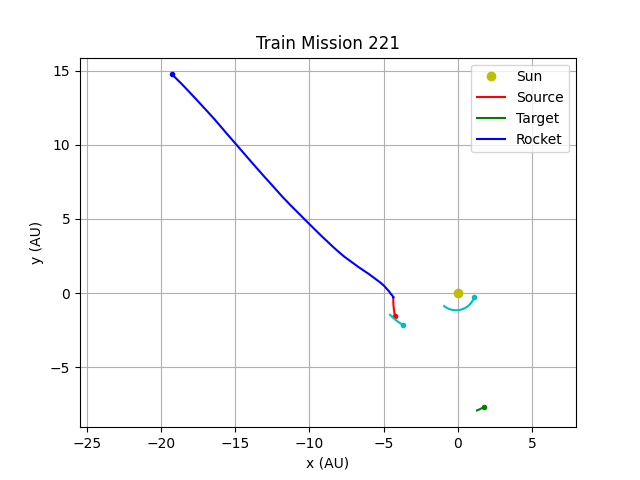 Train Mission 221
Sun
Source
Target
Rocket
15
10
5
0
−5
y (AU)
−25
−20
−15
−10
−5
0
5
x (AU)